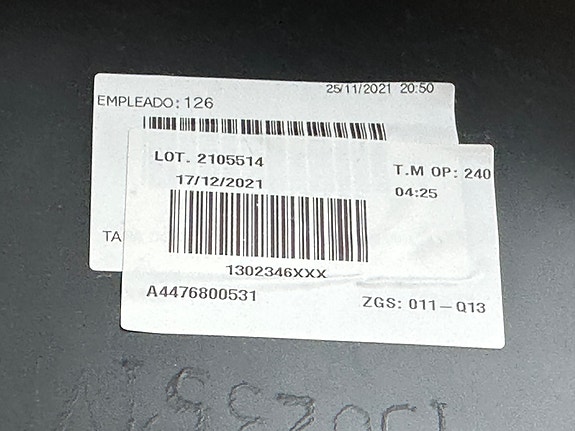 25/11/2021 20:50
EMPLEADO: 126
LOT. 2105514
T.M OP: 240
17/12/2021
04:25
1302346XXX
A4476800531
ZGS: 011-Q13